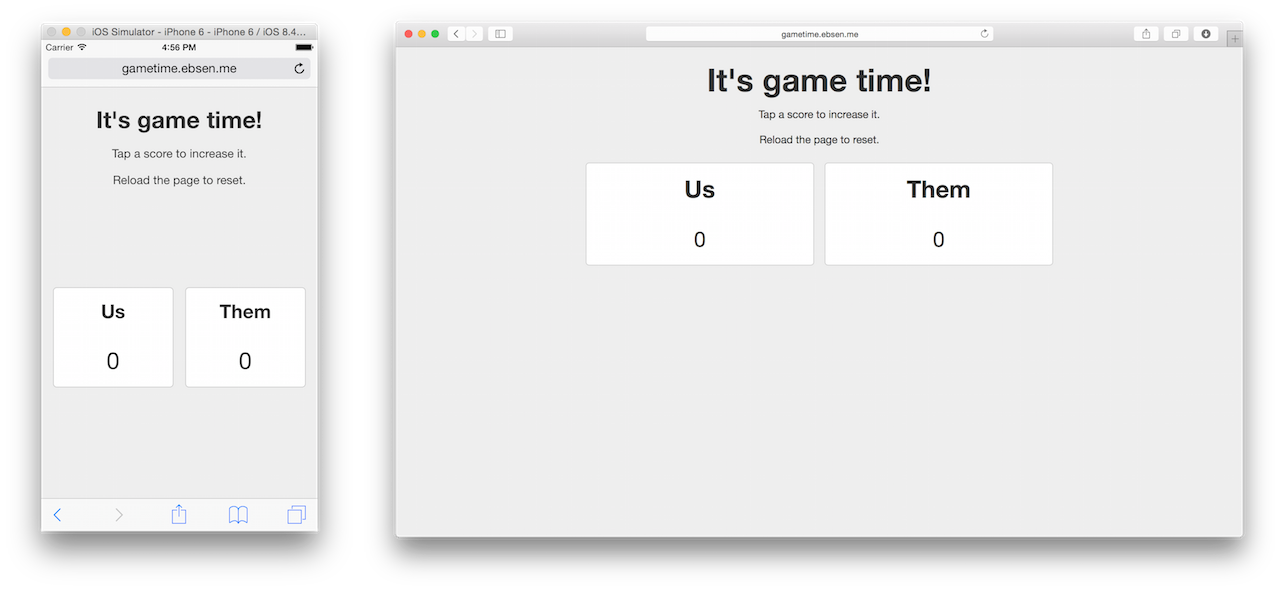 iOS Simulator - iPhone 6 - iPhone 6 / iOS 8.4...
Carrier 4:56 PM
gametime.ebsen.me
It's game time!
Tap a score to increase it.
Reload the page to reset.
Us Them
0 0
gametime.ebsen.me
It's game time!
Tap a score to increase it.
Reload the page to reset.
Us Them
0 0